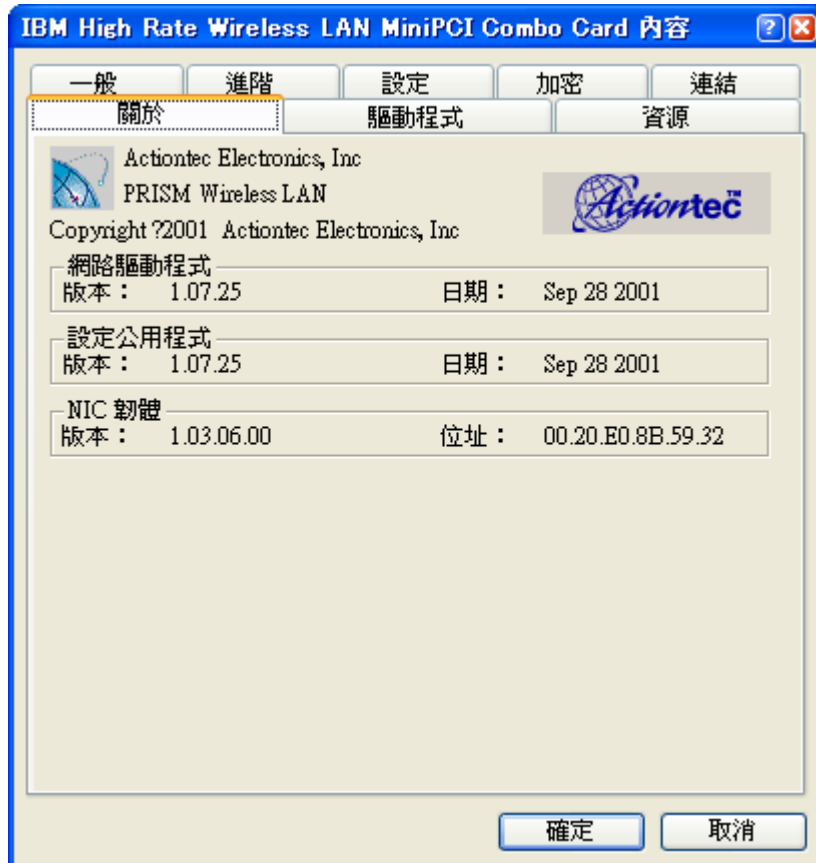 IBM High Rate Wireless LAN MiniPCI Combo Card 內容
一般 進階 設定 加密 連結
關於 驅動程式 資源
Actiontec Electronics, Inc
PRISM Wireless LAN
Actiontec™
Copyright ?2001 Actiontec Electronics, Inc
網路驅動程式
版本： 1.07.25 日期： Sep 28 2001
設定公用程式
版本： 1.07.25 日期： Sep 28 2001
NIC 韌體
版本： 1.03.06.00 位址： 00.20.E0.8B.59.32
確定 取消